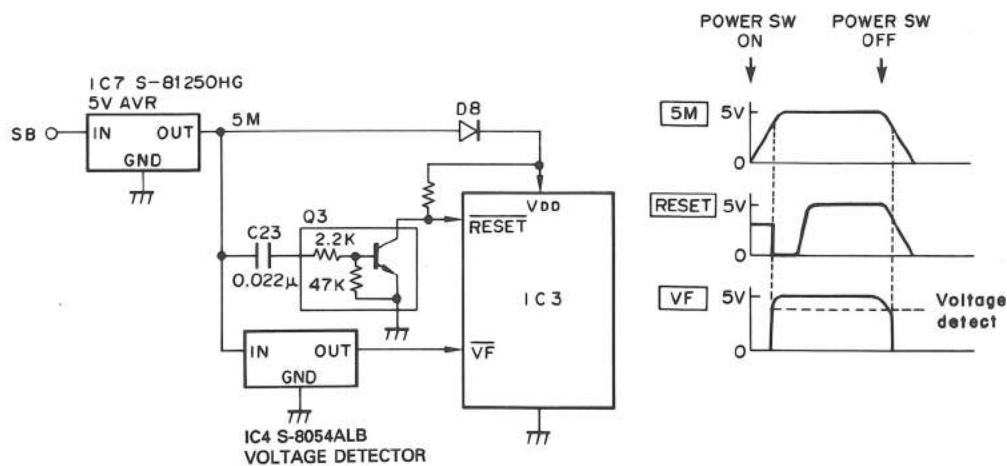 IC7 S-81250HG
5V AVR
SB
IN
OUT
GND
5M
D8
VDD
RESET
Q3
C23
0.022μ
2.2K
47K
IC3
VF
IN
OUT
GND
IC4 S-8054ALB
VOLTAGE DETECTOR
POWER SW
ON
POWER SW
OFF
5M
5V
0
RESET
5V
0
VF
5V
0
Voltage
detect